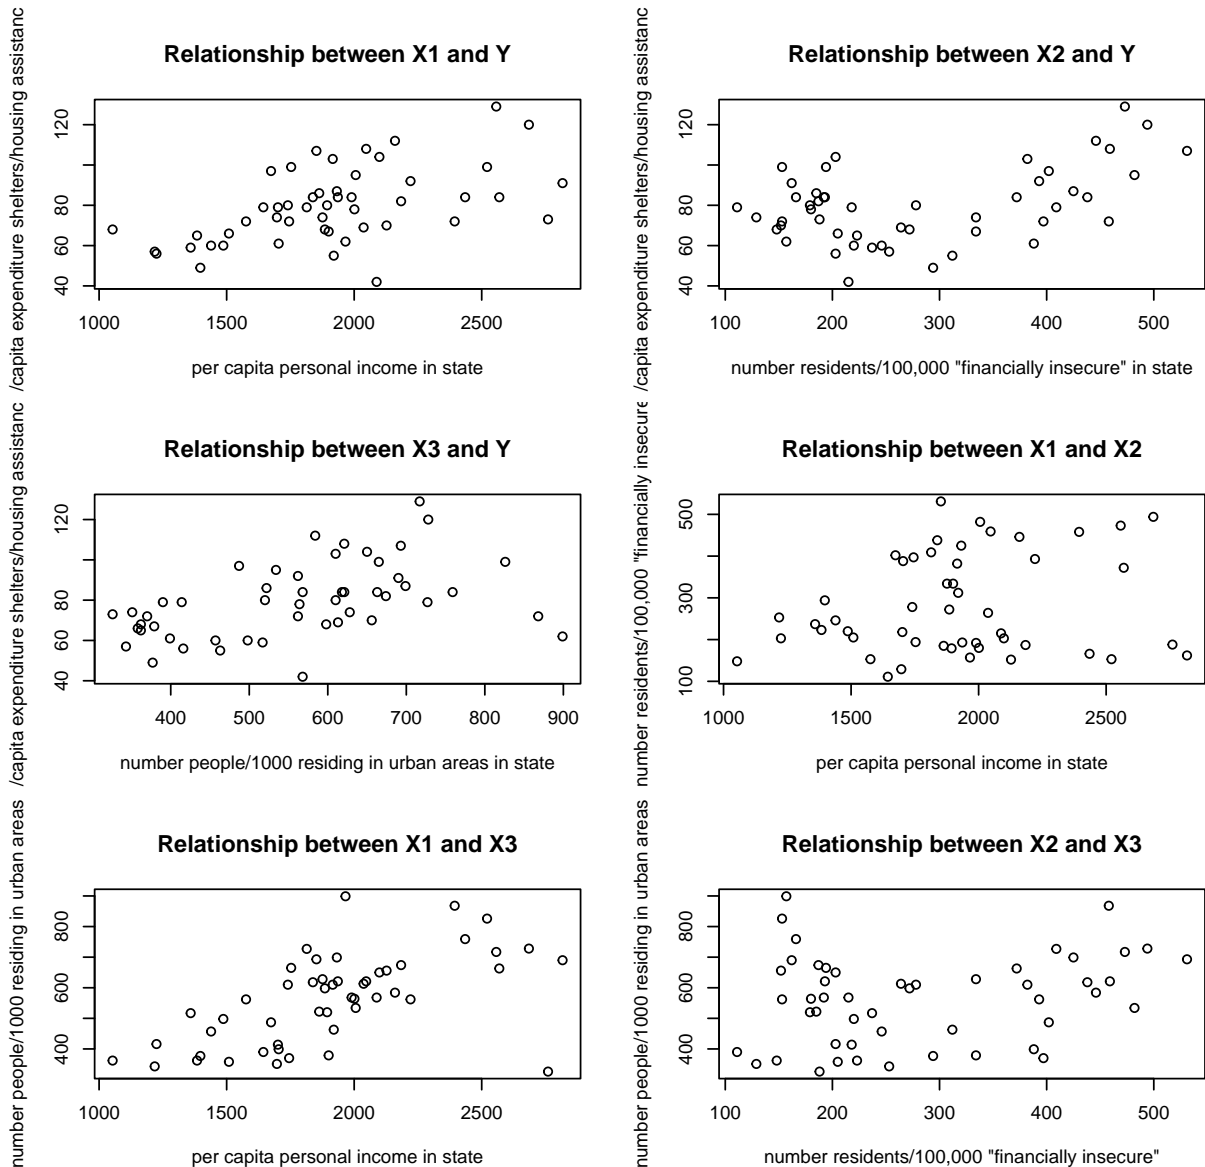 Relationship between X1 and Y
/capita expenditure shelters/housing assistanc
40 60 80 120
1000 1500 2000 2500
per capita personal income in state
Relationship between X2 and Y
/capita expenditure shelters/housing assistanc
40 60 80 120
100 200 300 400 500
number residents/100,000 "financially insecure" in state
Relationship between X3 and Y
/capita expenditure shelters/housing assistanc
40 60 80 120
400 500 600 700 800 900
number people/1000 residing in urban areas in state
Relationship between X1 and X2
number residents/100,000 "financially insecure
100 300 500
1000 1500 2000 2500
per capita personal income in state
Relationship between X1 and X3
number people/1000 residing in urban areas
400 600 800
1000 1500 2000 2500
per capita personal income in state
Relationship between X2 and X3
number people/1000 residing in urban areas
400 600 800
100 200 300 400 500
number residents/100,000 "financially insecure"